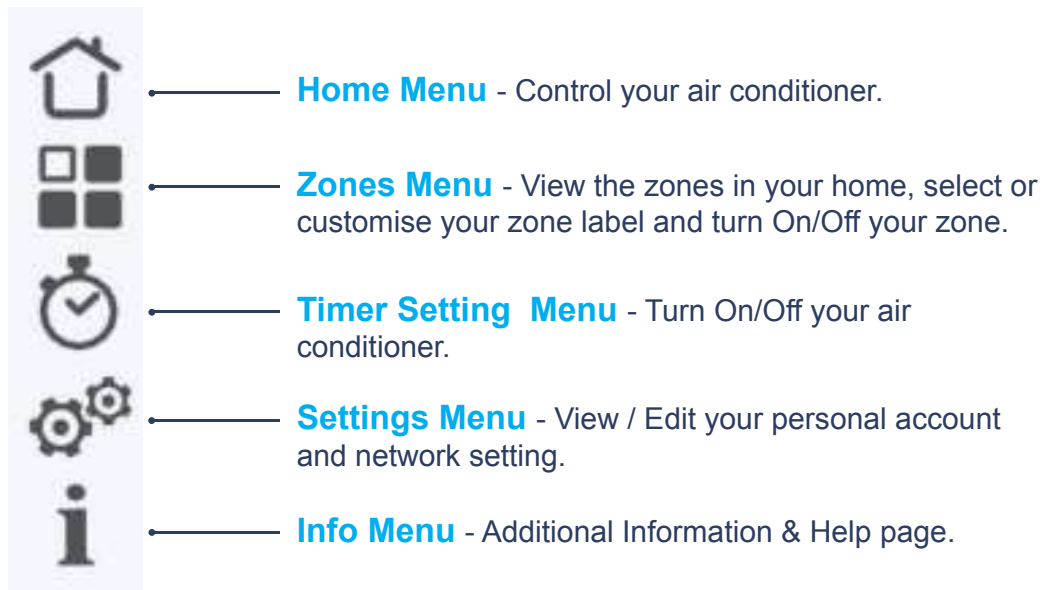 Home Menu - Control your air conditioner.
Zones Menu - View the zones in your home, select or
customise your zone label and turn On/Off your zone.
Timer Setting  Menu - Turn On/Off your air
conditioner.
Settings Menu - View / Edit your personal account
and network setting.
Info Menu - Additional Information & Help page.